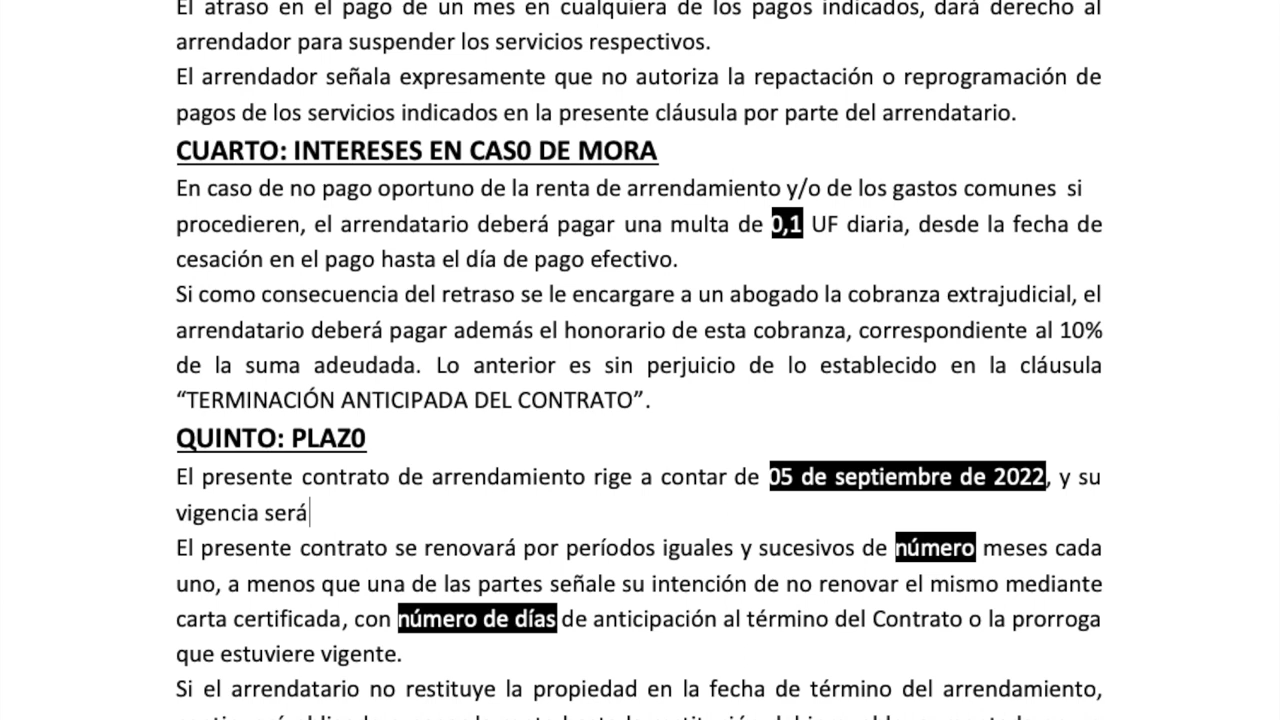 El atraso en el pago de un mes en cualquiera de los pagos indicados, dará derecho al
arrendador para suspender los servicios respectivos.
El arrendador señala expresamente que no autoriza la repactación o reprogramación de
pagos de los servicios indicados en la presente cláusula por parte del arrendatario.
CUARTO: INTERESES EN CAS0 DE MORA
En caso de no pago oportuno de la renta de arrendamiento y/o de los gastos comunes si
procedieren, el arrendatario deberá pagar una multa de 0,1 UF diaria, desde la fecha de
cesación en el pago hasta el día de pago efectivo.
Si como consecuencia del retraso se le encargare a un abogado la cobranza extrajudicial, el
arrendatario deberá pagar además el honorario de esta cobranza, correspondiente al 10%
de la suma adeudada. Lo anterior es sin perjuicio de lo establecido en la cláusula
“TERMINACIÓN ANTICIPADA DEL CONTRATO”.
QUINTO: PLAZ0
El presente contrato de arrendamiento rige a contar de 05 de septiembre de 2022, y su
vigencia será
El presente contrato se renovará por períodos iguales y sucesivos de número meses cada
uno, a menos que una de las partes señale su intención de no renovar el mismo mediante
carta certificada, con número de días de anticipación al término del Contrato o la prorroga
que estuviere vigente.
Si el arrendatario no restituye la propiedad en la fecha de término del arrendamiento,